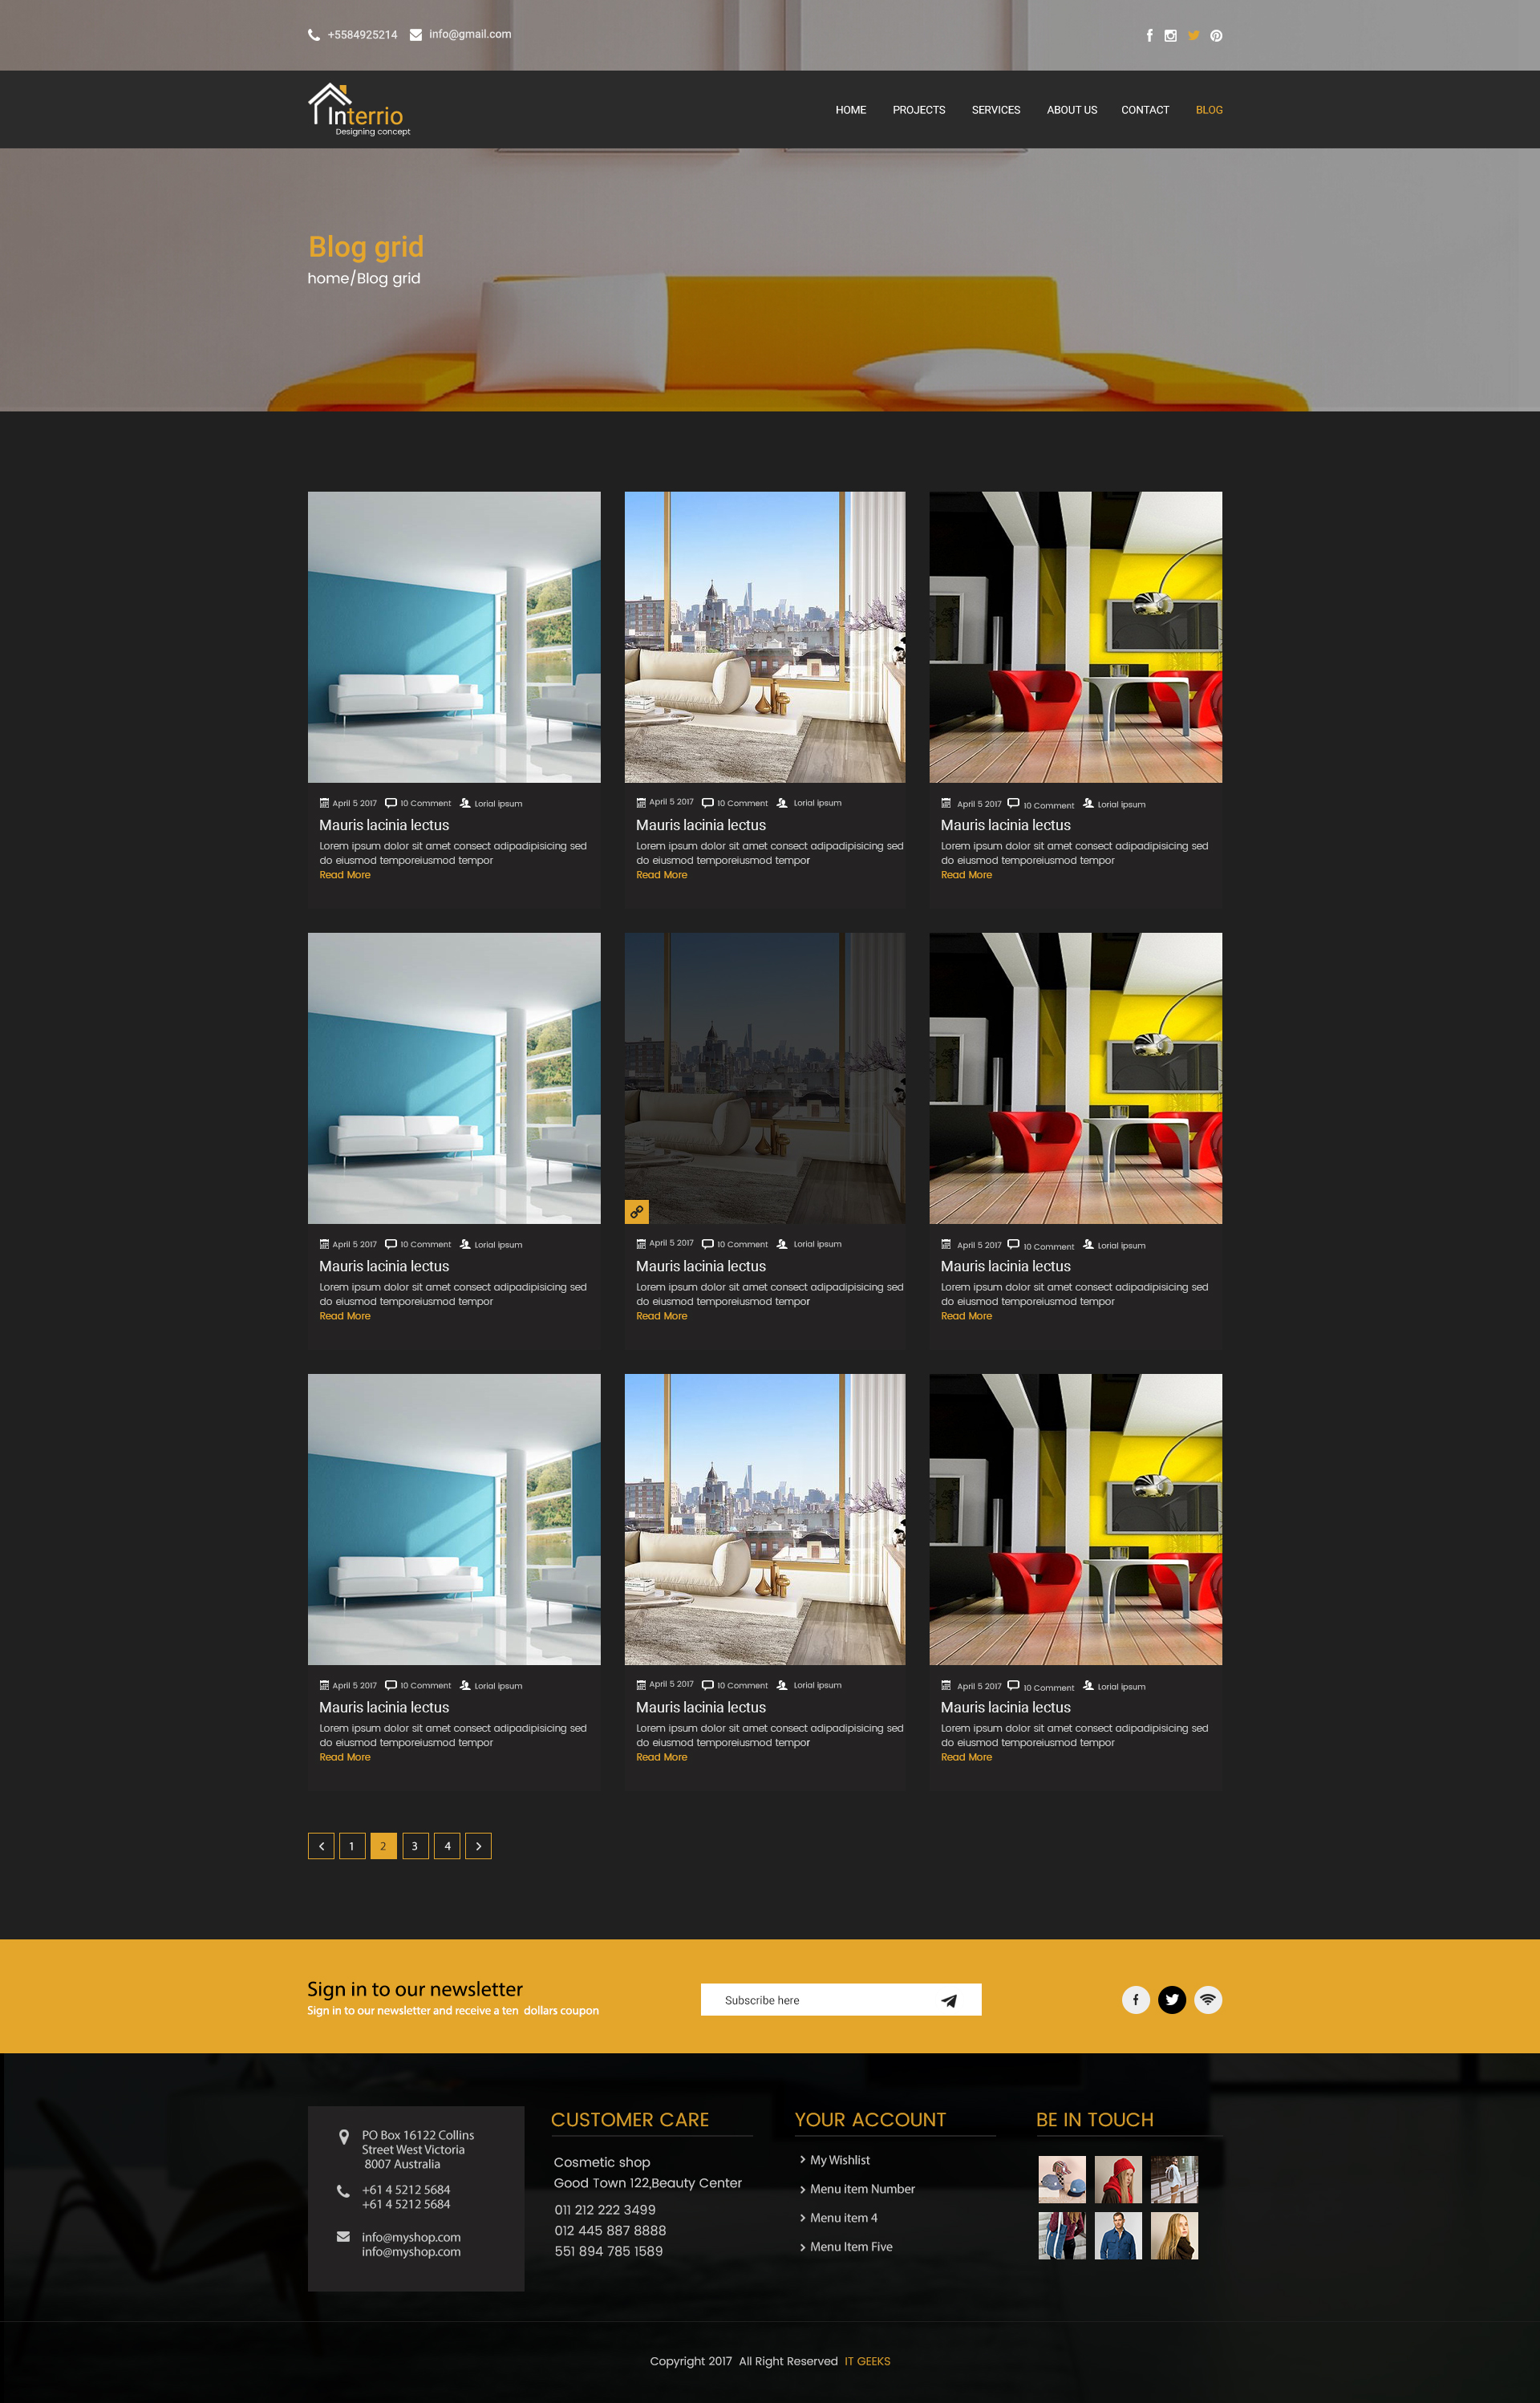 +5584925214 info@gmail.com
Interrio
Designing concept
HOME PROJECTS SERVICES ABOUT US CONTACT BLOG
Blog grid
home/Blog grid
April 5 2017 10 Comment Lorial ipsum
Mauris lacinia lectus
Lorem ipsum dolor sit amet consect adipadipisicing sed
do eiusmod temporeiusmod tempor
Read More
April 5 2017 10 Comment Lorial ipsum
Mauris lacinia lectus
Lorem ipsum dolor sit amet consect adipadipisicing sed
do eiusmod temporeiusmod tempor
Read More
April 5 2017 10 Comment Lorial ipsum
Mauris lacinia lectus
Lorem ipsum dolor sit amet consect adipadipisicing sed
do eiusmod temporeiusmod tempor
Read More
April 5 2017 10 Comment Lorial ipsum
Mauris lacinia lectus
Lorem ipsum dolor sit amet consect adipadipisicing sed
do eiusmod temporeiusmod tempor
Read More
April 5 2017 10 Comment Lorial ipsum
Mauris lacinia lectus
Lorem ipsum dolor sit amet consect adipadipisicing sed
do eiusmod temporeiusmod tempor
Read More
April 5 2017 10 Comment Lorial ipsum
Mauris lacinia lectus
Lorem ipsum dolor sit amet consect adipadipisicing sed
do eiusmod temporeiusmod tempor
Read More
April 5 2017 10 Comment Lorial ipsum
Mauris lacinia lectus
Lorem ipsum dolor sit amet consect adipadipisicing sed
do eiusmod temporeiusmod tempor
Read More
April 5 2017 10 Comment Lorial ipsum
Mauris lacinia lectus
Lorem ipsum dolor sit amet consect adipadipisicing sed
do eiusmod temporeiusmod tempor
Read More
April 5 2017 10 Comment Lorial ipsum
Mauris lacinia lectus
Lorem ipsum dolor sit amet consect adipadipisicing sed
do eiusmod temporeiusmod tempor
Read More
1 2 3 4
Sign in to our newsletter
Sign in to our newsletter and receive a ten dollars coupon
Subscribe here
PO Box 16122 Collins
Street West Victoria
8007 Australia
+61 4 5212 5684
+61 4 5212 5684
info@myshop.com
info@myshop.com
CUSTOMER CARE
Cosmetic shop
Good Town 122,Beauty Center
011 212 222 3499
012 445 887 8888
551 894 785 1589
YOUR ACCOUNT
My Wishlist
Menu item Number
Menu item 4
Menu Item Five
BE IN TOUCH
Copyright 2017 All Right Reserved IT GEEKS